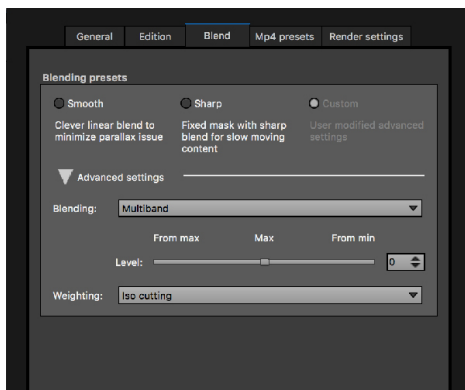 General Edition Blend Mp4 presets Render settings
Blending presets
Smooth Sharp Custom
Clever linear blend to Fixed mask with sharp User modified advanced
minimize parallax issue blend for slow moving settings
content
Advanced settings
Blending: Multiband
From max Max From min
Level: 0
Weighting: Iso cutting